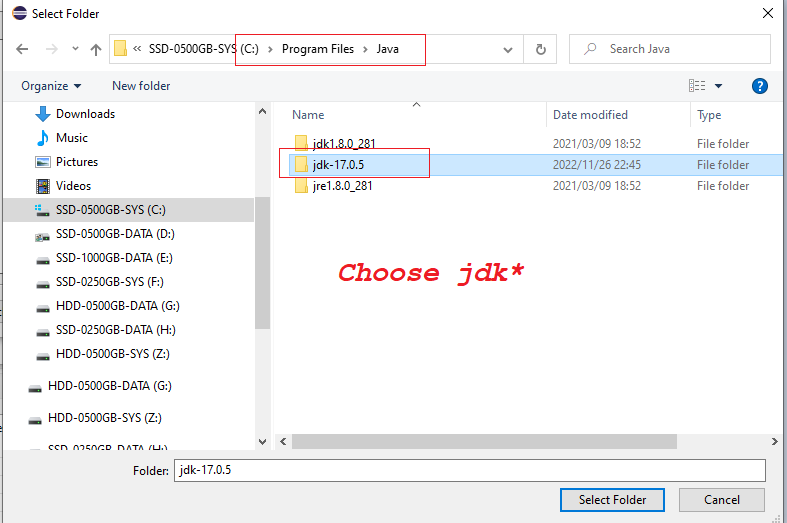 Select Folder
« SSD-0500GB-SYS (C:) > Program Files > Java
Search Java
Organize New folder
Name Date modified Type
Downloads
Music
Pictures
Videos
SSD-0500GB-SYS (C:)
SSD-0500GB-DATA (D:)
SSD-1000GB-DATA (E:)
SSD-0250GB-SYS (F:)
HDD-0500GB-DATA (G:)
SSD-0250GB-DATA (H:)
HDD-0500GB-SYS (Z:)
HDD-0500GB-DATA (G:)
HDD-0500GB-SYS (Z:)
SSD-0250GB-DATA (H:)
jdk1.8.0_281 2021/03/09 18:52 File folder
jdk-17.0.5 2022/11/26 22:45 File folder
jre1.8.0_281 2021/03/09 18:52 File folder
Choose jdk*
Folder: jdk-17.0.5
Select Folder Cancel